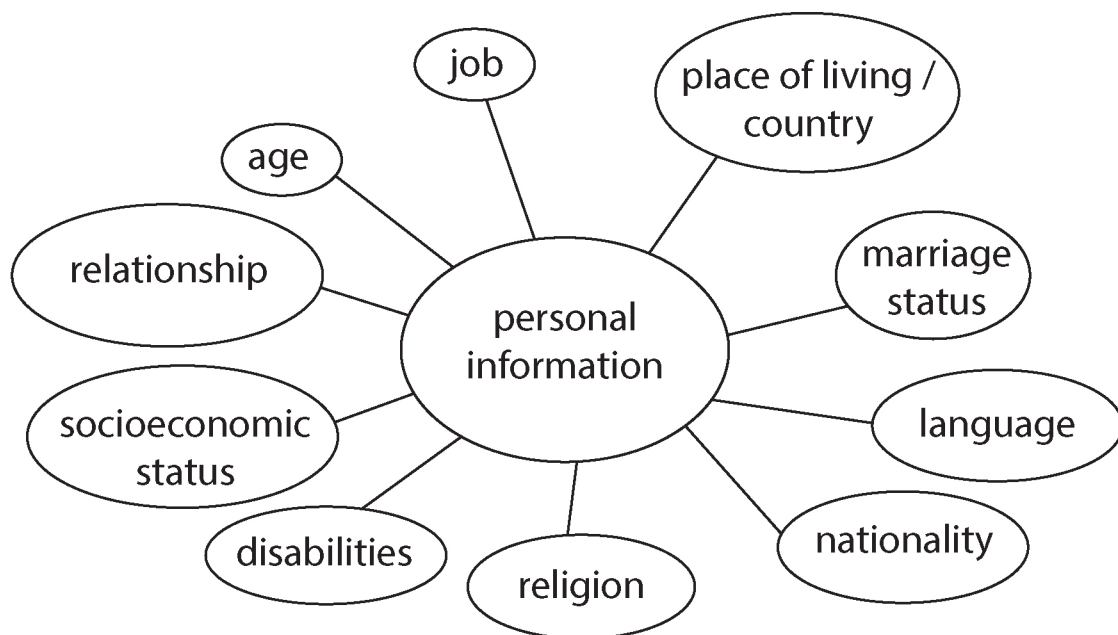 job
place of living /
country
age
relationship
marriage
status
personal
information
socioeconomic
status
language
disabilities
religion
nationality